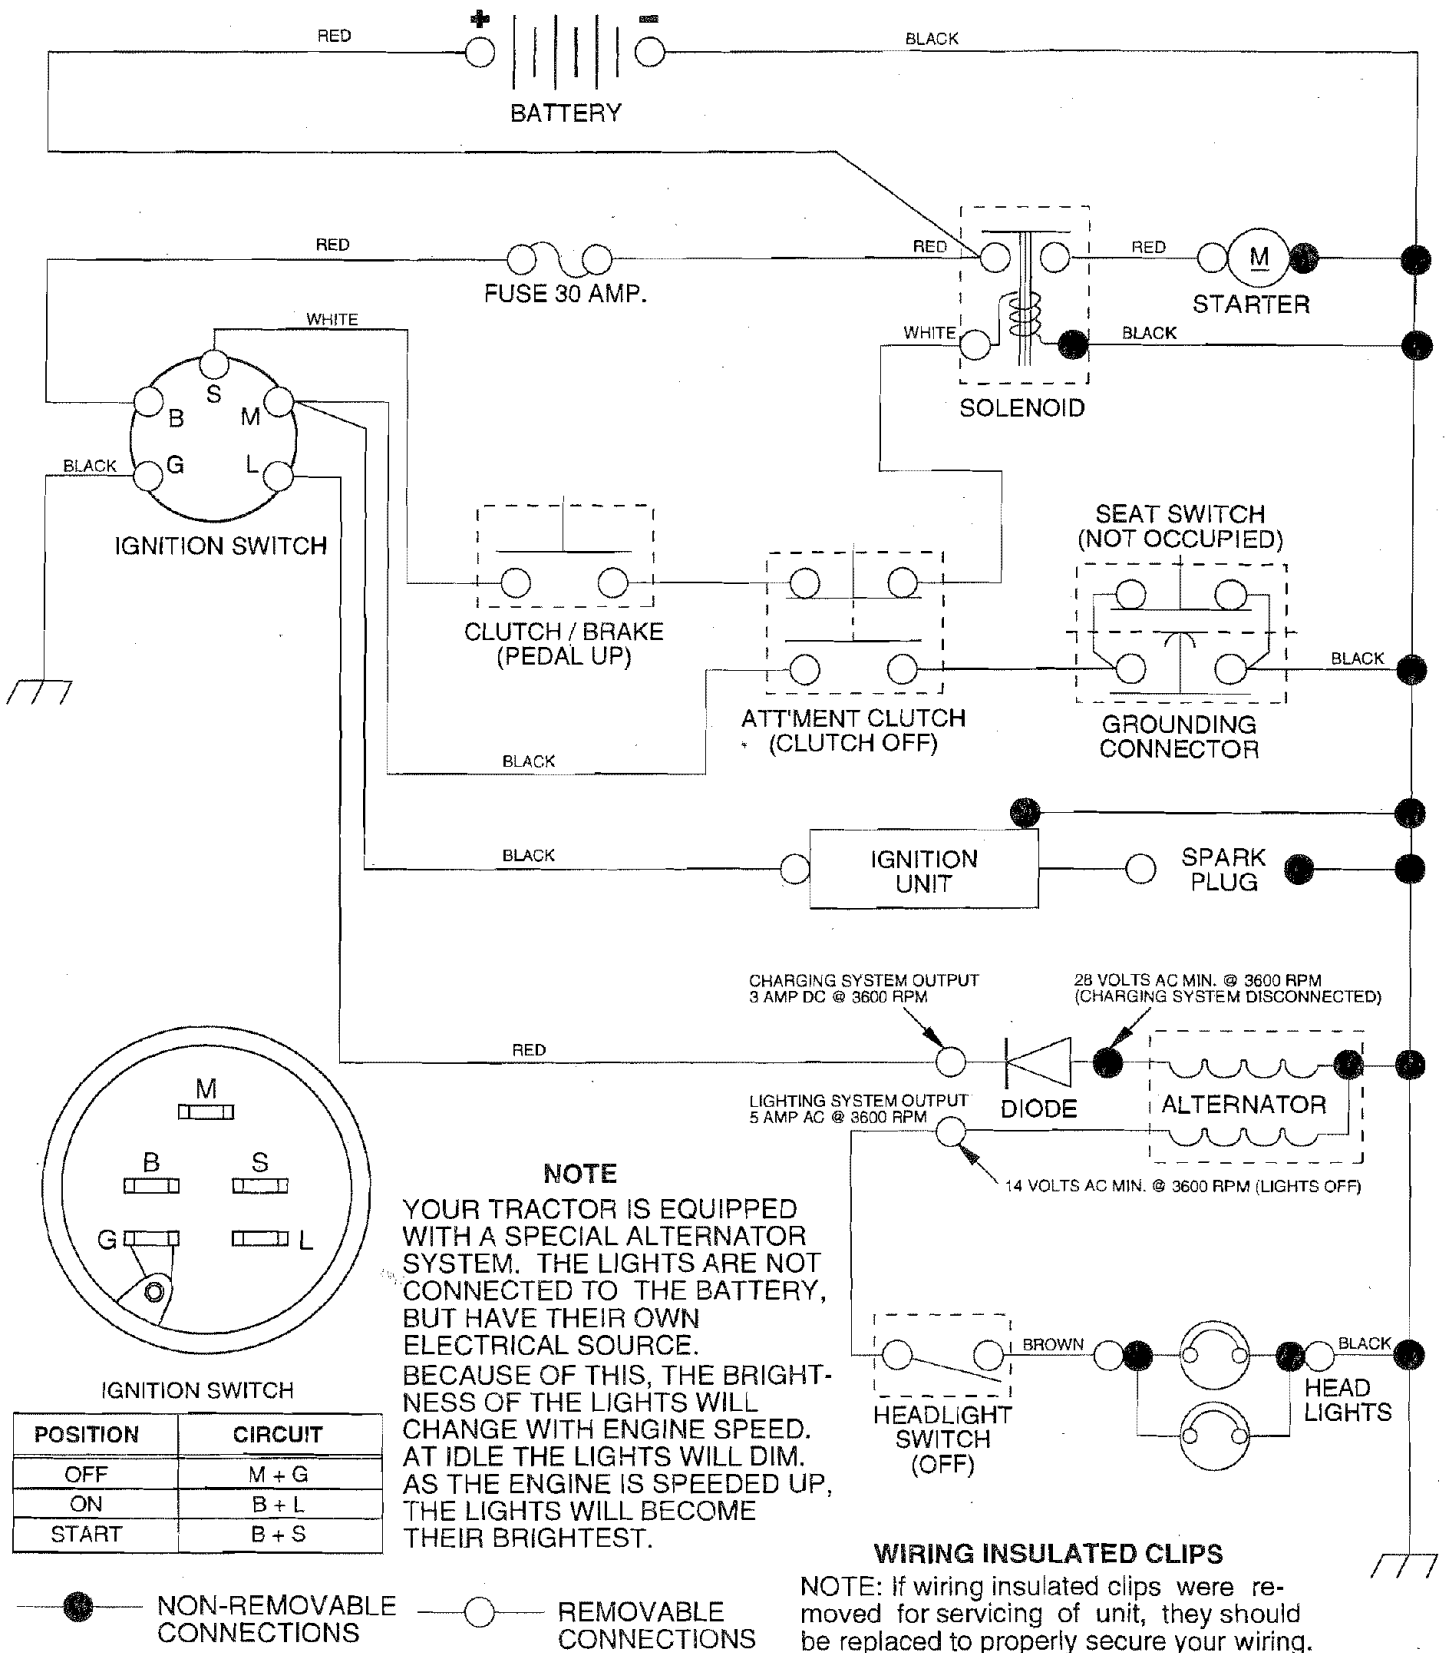 +
−
RED
BLACK
BATTERY
RED
RED
RED
M
FUSE 30 AMP.
STARTER
WHITE
WHITE
BLACK
SOLENOID
S
B
M
G
L
BLACK
IGNITION SWITCH
SEAT SWITCH
(NOT OCCUPIED)
CLUTCH / BRAKE
(PEDAL UP)
BLACK
ATT'MENT CLUTCH
(CLUTCH OFF)
GROUNDING
CONNECTOR
BLACK
BLACK
IGNITION
UNIT
SPARK
PLUG
CHARGING SYSTEM OUTPUT
3 AMP DC @ 3600 RPM
28 VOLTS AC MIN. @ 3600 RPM
(CHARGING SYSTEM DISCONNECTED)
RED
LIGHTING SYSTEM OUTPUT
5 AMP AC @ 3600 RPM
DIODE
ALTERNATOR
14 VOLTS AC MIN. @ 3600 RPM (LIGHTS OFF)
M
B
S
G
L
IGNITION SWITCH
POSITION CIRCUIT
OFF M + G
ON B + L
START B + S
NOTE
YOUR TRACTOR IS EQUIPPED
WITH A SPECIAL ALTERNATOR
SYSTEM. THE LIGHTS ARE NOT
CONNECTED TO THE BATTERY,
BUT HAVE THEIR OWN
ELECTRICAL SOURCE.
BECAUSE OF THIS, THE BRIGHT-
NESS OF THE LIGHTS WILL
CHANGE WITH ENGINE SPEED.
AT IDLE THE LIGHTS WILL DIM.
AS THE ENGINE IS SPEEDED UP,
THE LIGHTS WILL BECOME
THEIR BRIGHTEST.
BROWN
BLACK
HEADLIGHT
SWITCH
(OFF)
HEAD
LIGHTS
NON-REMOVABLE
CONNECTIONS
REMOVABLE
CONNECTIONS
WIRING INSULATED CLIPS
NOTE: If wiring insulated clips were re-
moved for servicing of unit, they should
be replaced to properly secure your wiring.